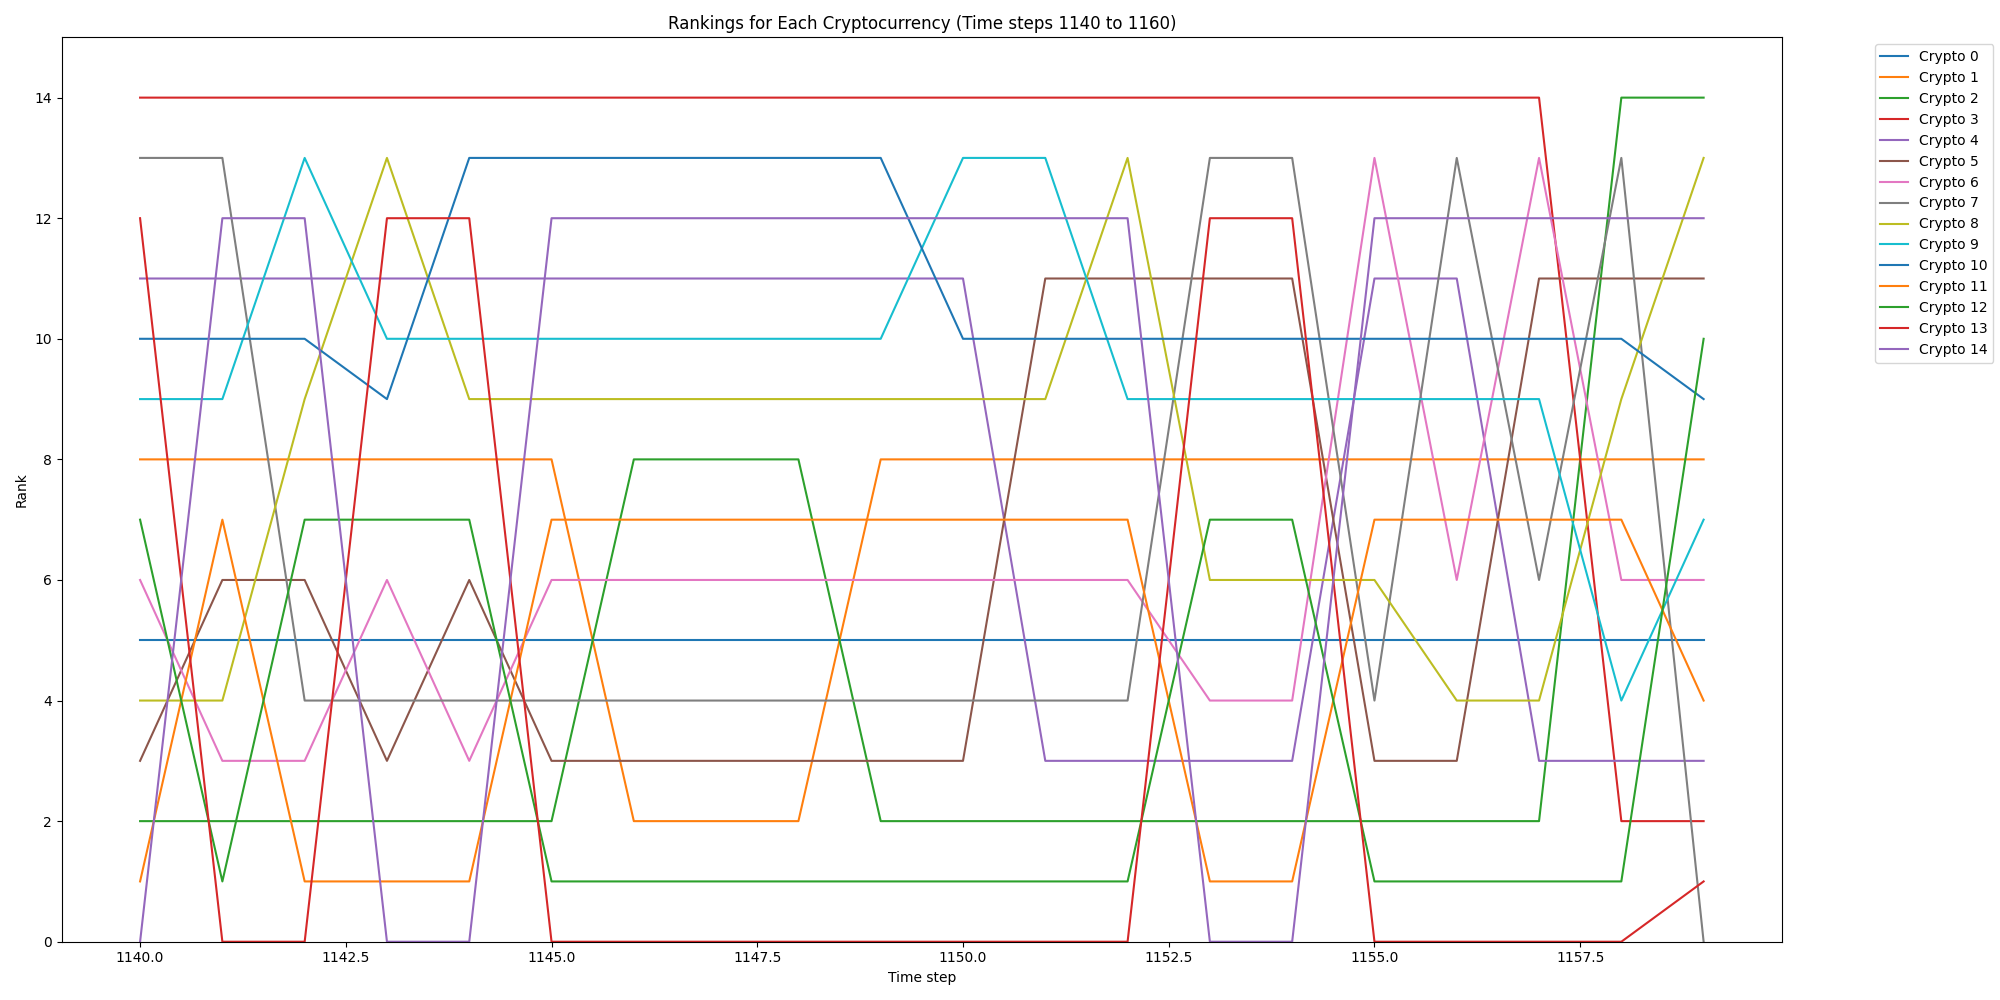 Rankings for Each Cryptocurrency (Time steps 1140 to 1160)
Rank
14
12
10
8
6
4
2
0
1140.0
1142.5
1145.0
1147.5
1150.0
1152.5
1155.0
1157.5
Time step
Crypto 0
Crypto 1
Crypto 2
Crypto 3
Crypto 4
Crypto 5
Crypto 6
Crypto 7
Crypto 8
Crypto 9
Crypto 10
Crypto 11
Crypto 12
Crypto 13
Crypto 14